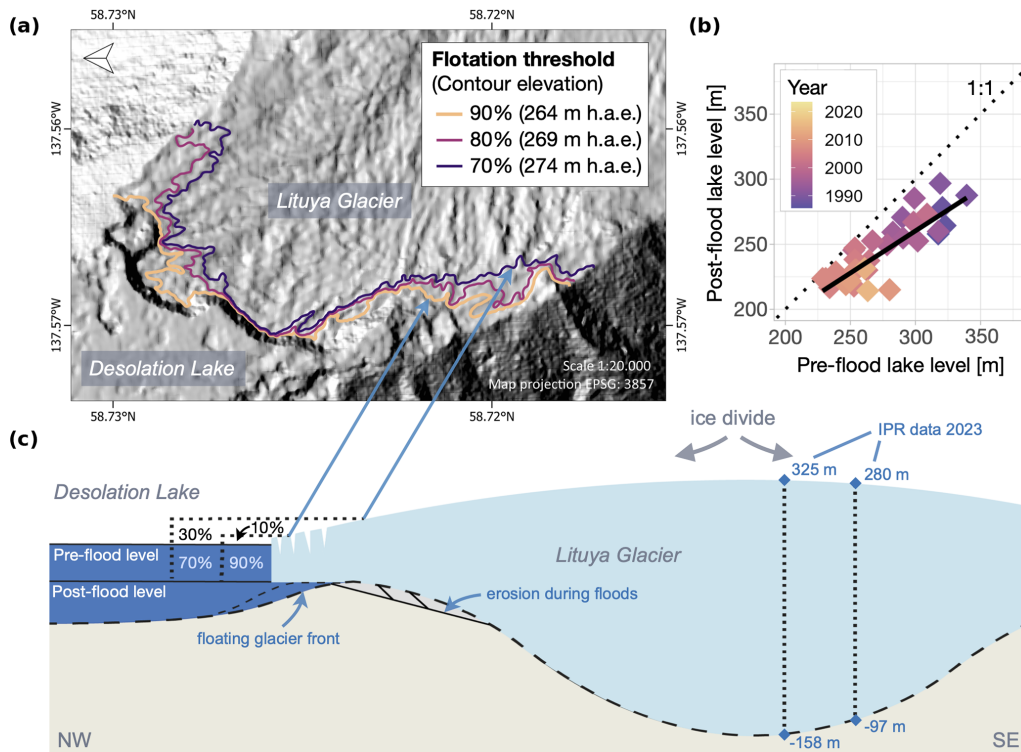 (a)
58.73°N
58.72°N
137.56°W
137.57°W
Flotation threshold
(Contour elevation)
90% (264 m h.a.e.)
80% (269 m h.a.e.)
70% (274 m h.a.e.)
Lituya Glacier
Desolation Lake
Scale 1:20.000
Map projection EPSG: 3857
137.56°W
137.57°W
58.73°N
58.72°N
(b)
Year
2020
2010
2000
1990
1:1
Post-flood lake level [m]
350
300
250
200
200
250
300
350
Pre-flood lake level [m]
(c)
ice divide
IPR data 2023
325 m
280 m
Desolation Lake
30%
10%
Pre-flood level
70%
90%
Post-flood level
Lituya Glacier
erosion during floods
floating glacier front
-97 m
-158 m
NW
SE